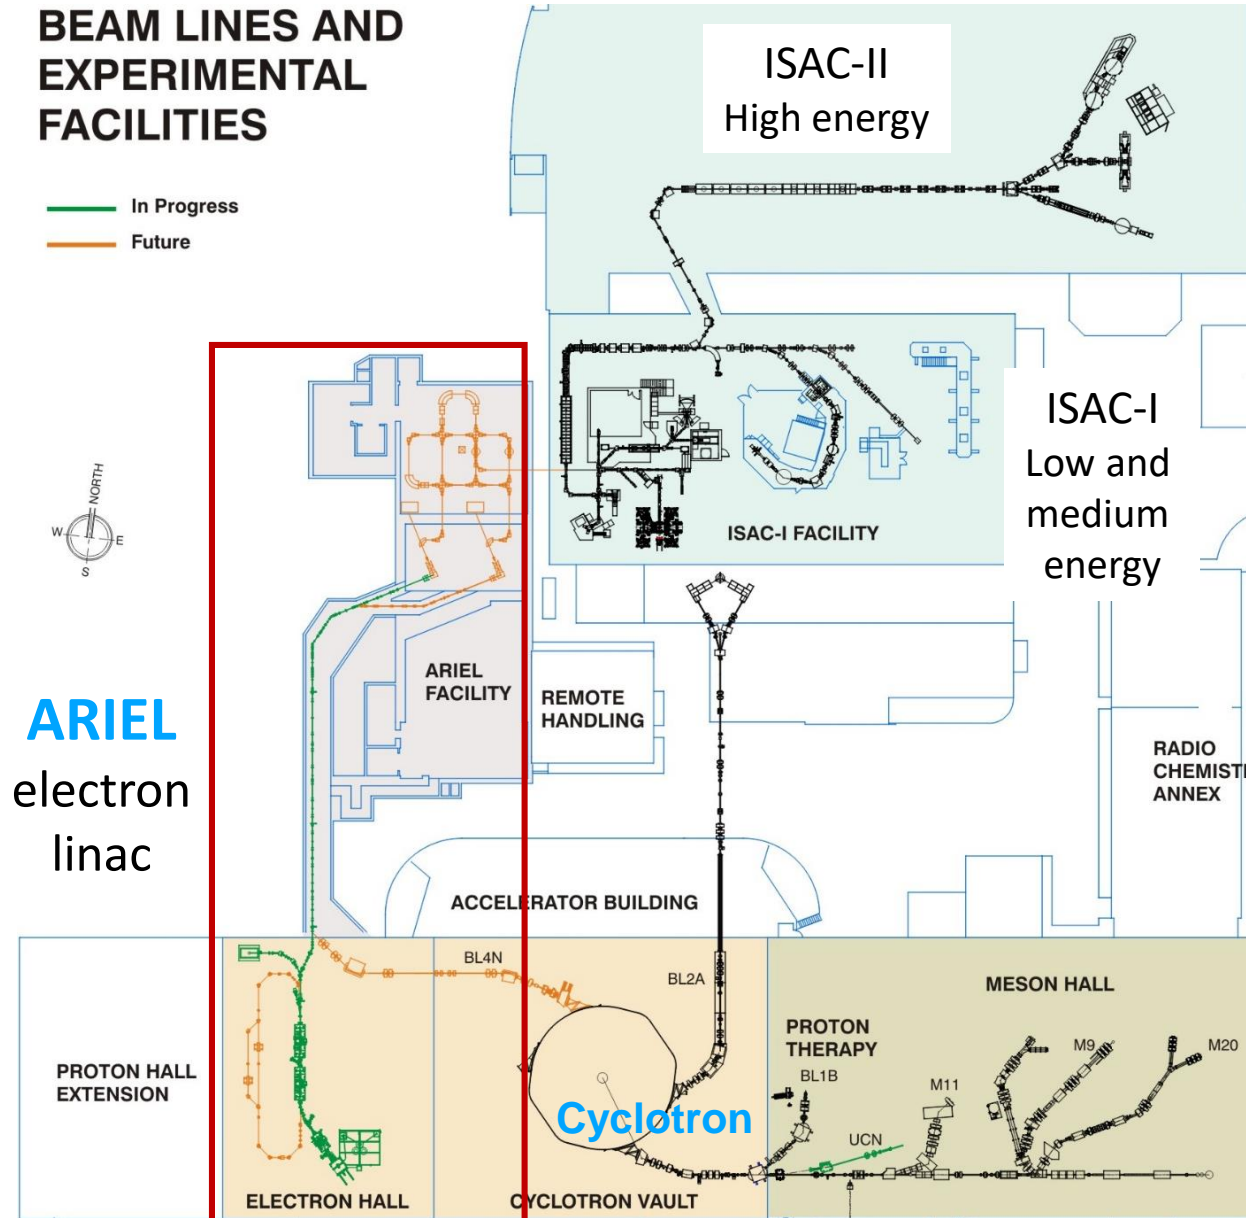 BEAM LINES AND
EXPERIMENTAL
FACILITIES
In Progress
Future
ISAC-II
High energy
ISAC-I
Low and
medium
energy
NORTH
W
E
S
ISAC-I FACILITY
ARIEL
FACILITY
REMOTE
HANDLING
ARIEL
electron
linac
RADIO
CHEMIST
ANNEX
ACCELERATOR BUILDING
BL4N
BL2A
MESON HALL
PROTON
THERAPY
PROTON HALL
EXTENSION
BL1B
M9
M20
M11
Cyclotron
UCN
ELECTRON HALL
CYCLOTRON VAULT